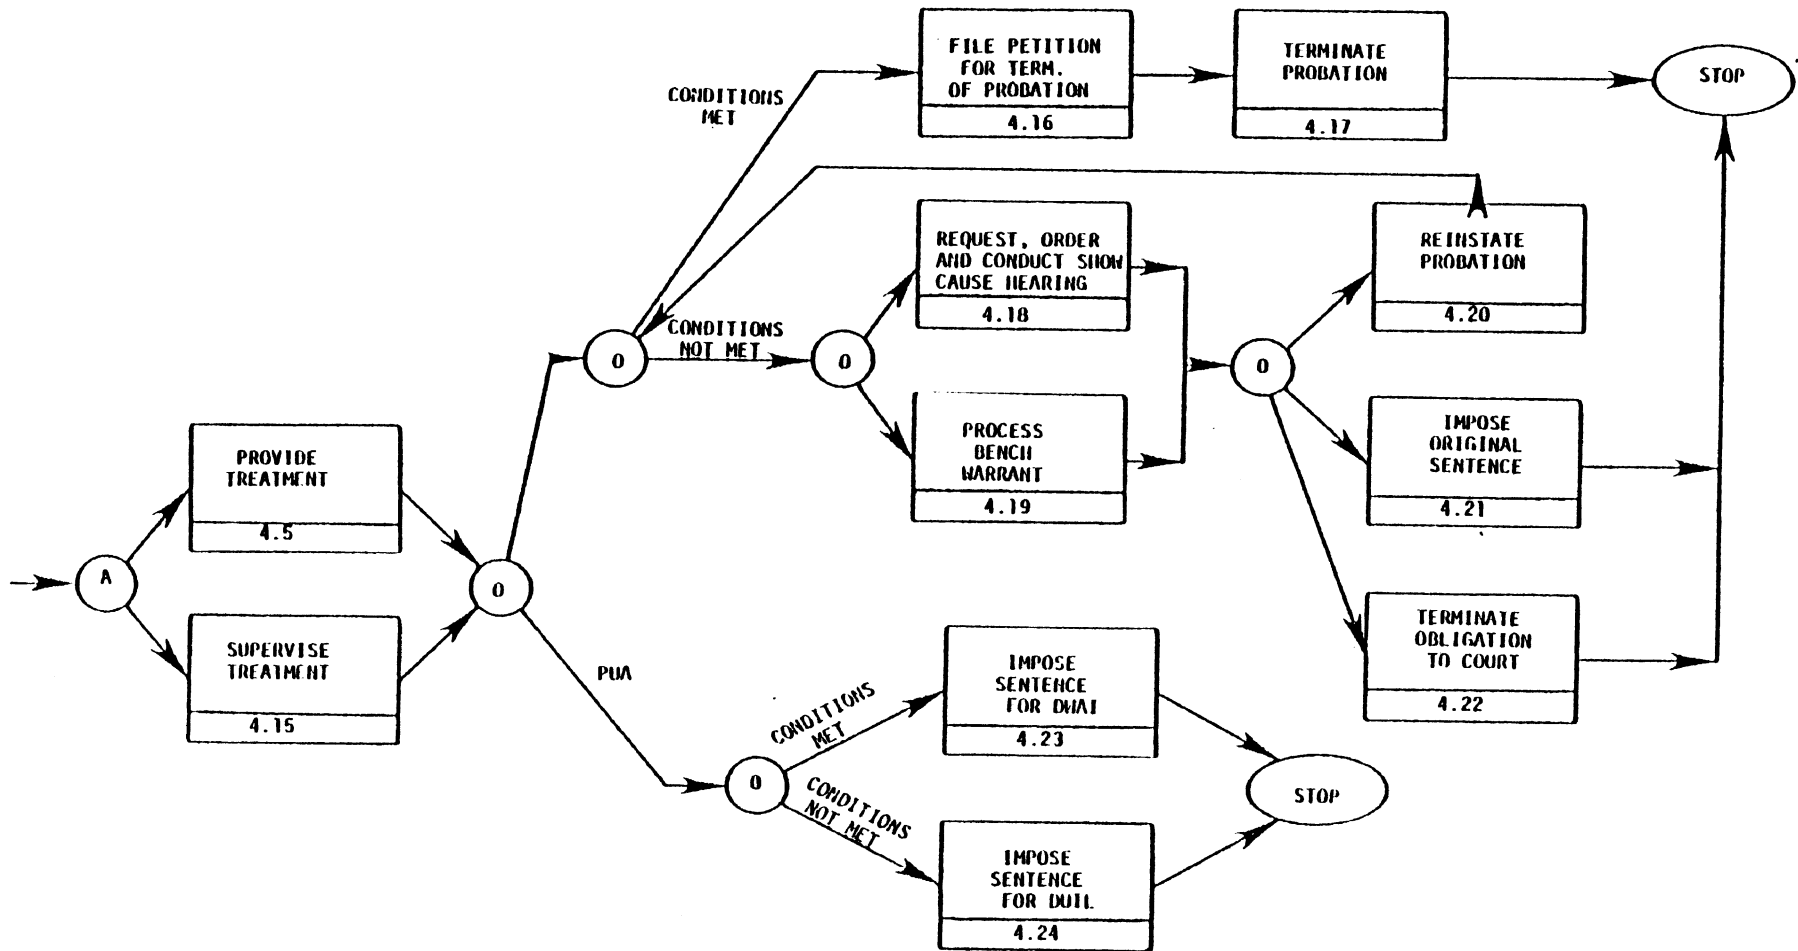 FILE PETITION
FOR TERM.
OF PROBATION
4.16
TERMINATE
PROBATION
4.17
STOP
CONDITIONS
MET
REQUEST, ORDER
AND CONDUCT SHOW
CAUSE HEARING
4.18
REINSTATE
PROBATION
4.20
O
CONDITIONS
NOT MET
O
O
PROCESS
BENCH
WARRANT
4.19
IMPOSE
ORIGINAL
SENTENCE
4.21
PROVIDE
TREATMENT
4.5
A
O
SUPERVISE
TREATMENT
4.15
TERMINATE
OBLIGATION
TO COURT
4.22
PUA
O
CONDITIONS
MET
IMPOSE
SENTENCE
FOR DWAI
4.23
CONDITIONS
NOT MET
IMPOSE
SENTENCE
FOR DUIL
4.24
STOP